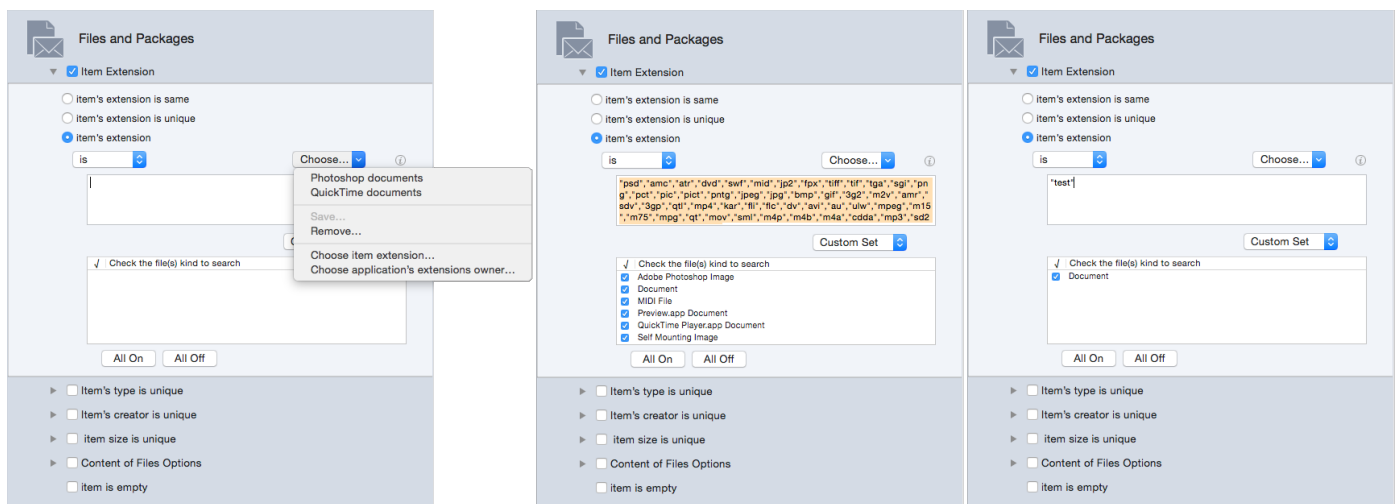 Files and Packages
Item Extension
item's extension is same
item's extension is unique
item's extension
is
Choose...
Photoshop documents
QuickTime documents
Save...
Remove...
Choose item extension...
Choose application's extensions owner...
√ Check the file(s) kind to search
All On All Off
Item's type is unique
Item's creator is unique
item size is unique
Content of Files Options
item is empty
Files and Packages
Item Extension
item's extension is same
item's extension is unique
item's extension
is
Choose...
"psd","amc","atr","dvd","swf","mid","jp2","fpx","tiff","tif","tga","sgi","pn
g","pct","pic","pict","pntg","jpeg","jpg","bmp","gif","3g2","m2v","amr",
"sdv","3gp","qtl","mp4","kar","fli","flc","dv","avi","au","ulw","mpeg","m15
","m75","mpg","qt","mov","sml","m4p","m4b","m4a","cdda","mp3","sd2
Custom Set
√ Check the file(s) kind to search
Adobe Photoshop Image
Document
MIDI File
Preview.app Document
QuickTime Player.app Document
Self Mounting Image
All On All Off
Item's type is unique
Item's creator is unique
item size is unique
Content of Files Options
item is empty
Files and Packages
Item Extension
item's extension is same
item's extension is unique
item's extension
is
Choose...
"test"
Custom Set
√ Check the file(s) kind to search
Document
All On All Off
Item's type is unique
Item's creator is unique
item size is unique
Content of Files Options
item is empty